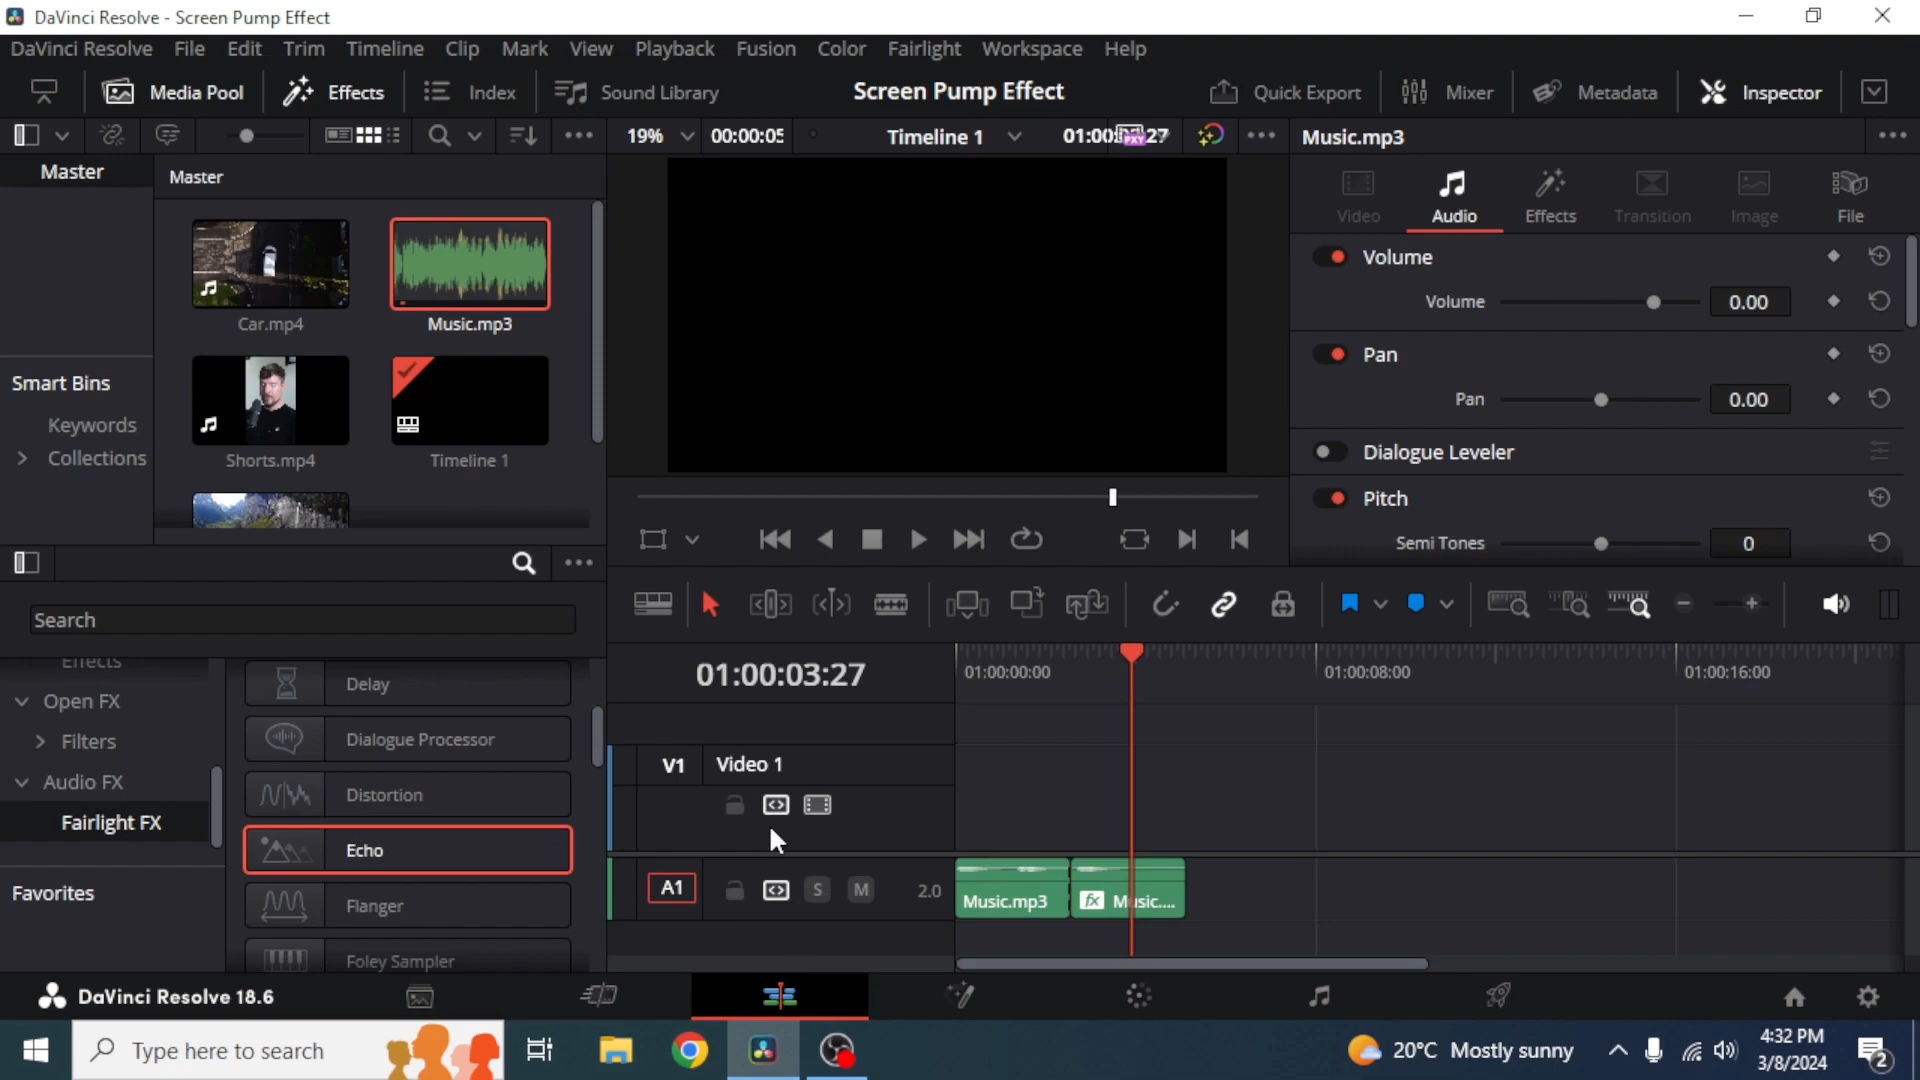 DaVinci Resolve - Screen Pump Effect
DaVinci Resolve File Edit Trim Timeline Clip Mark View Playback Fusion Color Fairlight Workspace Help
Media Pool Effects Index Sound Library Screen Pump Effect Quick Export Mixer Metadata Inspector
19% 00:00:05 Timeline 1 Music.mp3
Master Master
Video Audio Effects Transition Image File
Car.mp4 Music.mp3
Shorts.mp4 Timeline 1
Smart Bins
Keywords
Collections
Volume
Volume 0.00
Pan
Pan 0.00
Dialogue Leveler
Pitch
Semi Tones 0
Search
Effects
Open FX
Filters
Audio FX
Fairlight FX
Favorites
Delay
Dialogue Processor
Distortion
Echo
Flanger
Foley Sampler
01:00:03:27 01:00:00:00 01:00:08:00 01:00:16:00
V1 Video 1
A1 S M 2.0 Music.mp3 fx
DaVinci Resolve 18.6
Type here to search 20°C Mostly sunny 4:32 PM
3/8/2024 2